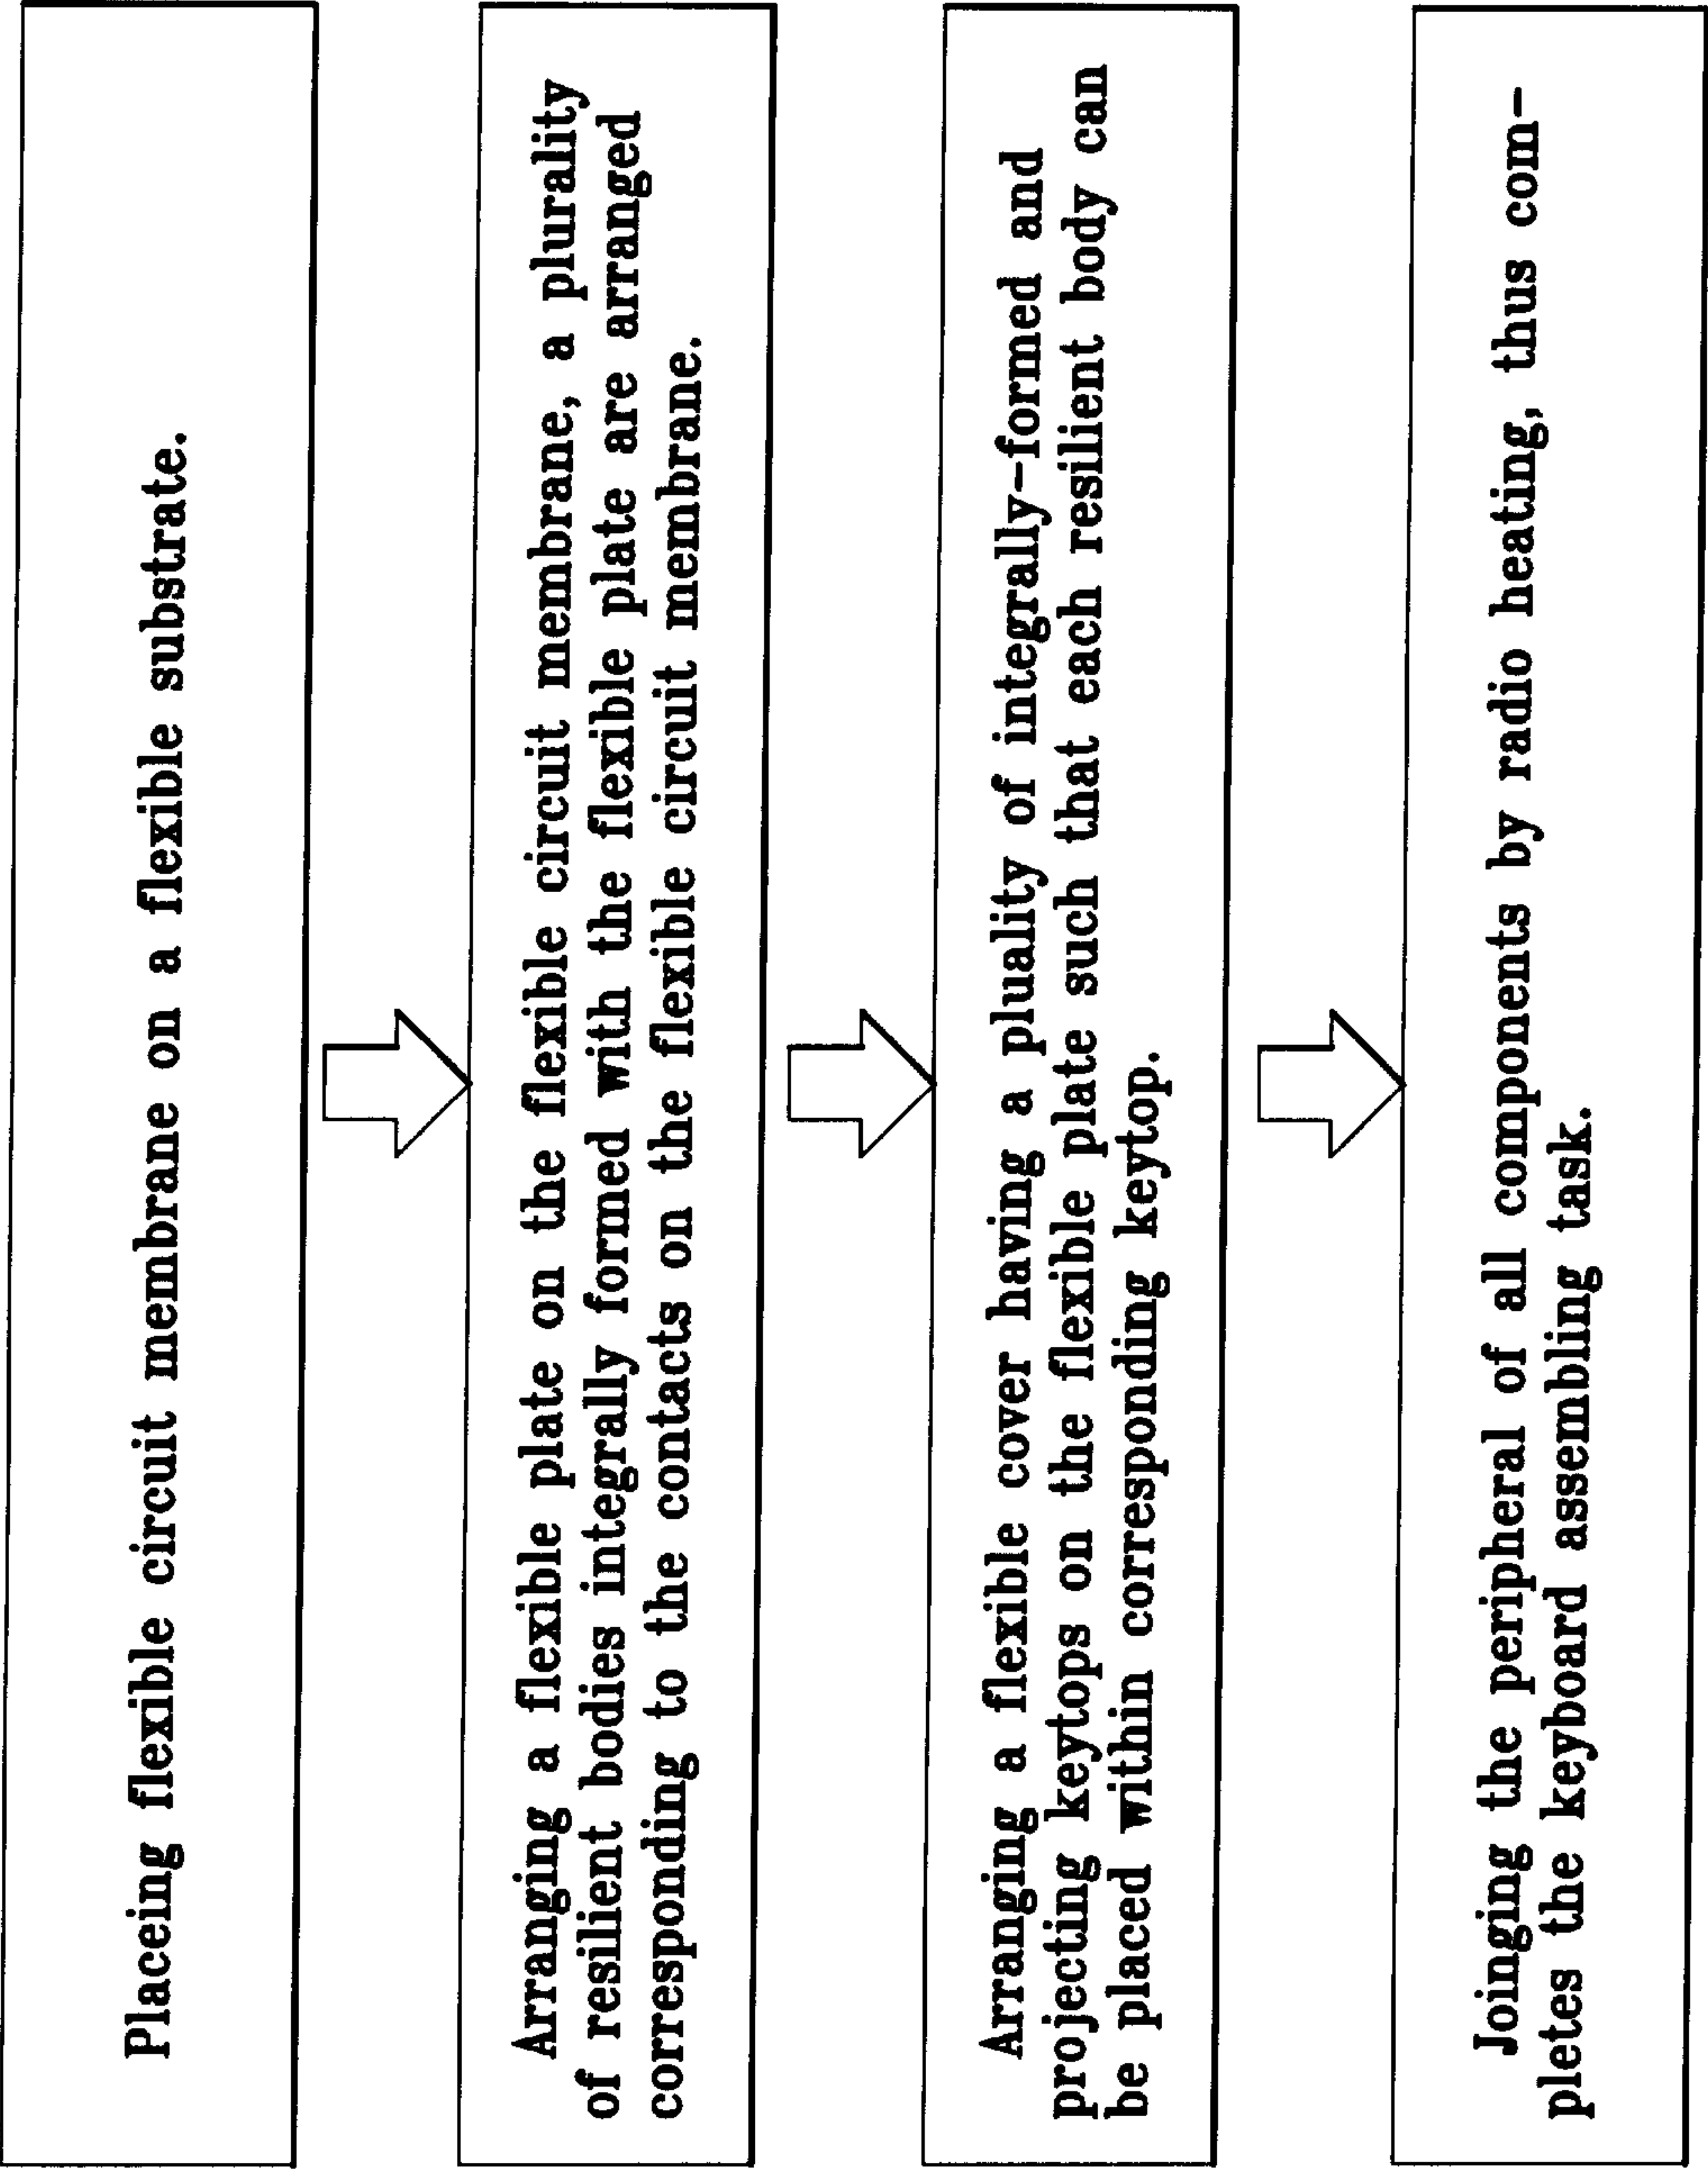 Placeing flexible circuit membrane on a flexible substrate.
Arranging a flexible plate on the flexible circuit membrane, a plurality
of resilient bodies integrally formed with the flexible plate are arranged
corresponding to the contacts on the flexible circuit membrane.
Arranging a flexible cover having a pluality of integrally-formed and
projecting keytops on the flexible plate such that each resilient body can
be placed within corresponding keytop.
Joinging the peripheral of all components by radio heating, thus com-
pletes the keyboard assembling task.